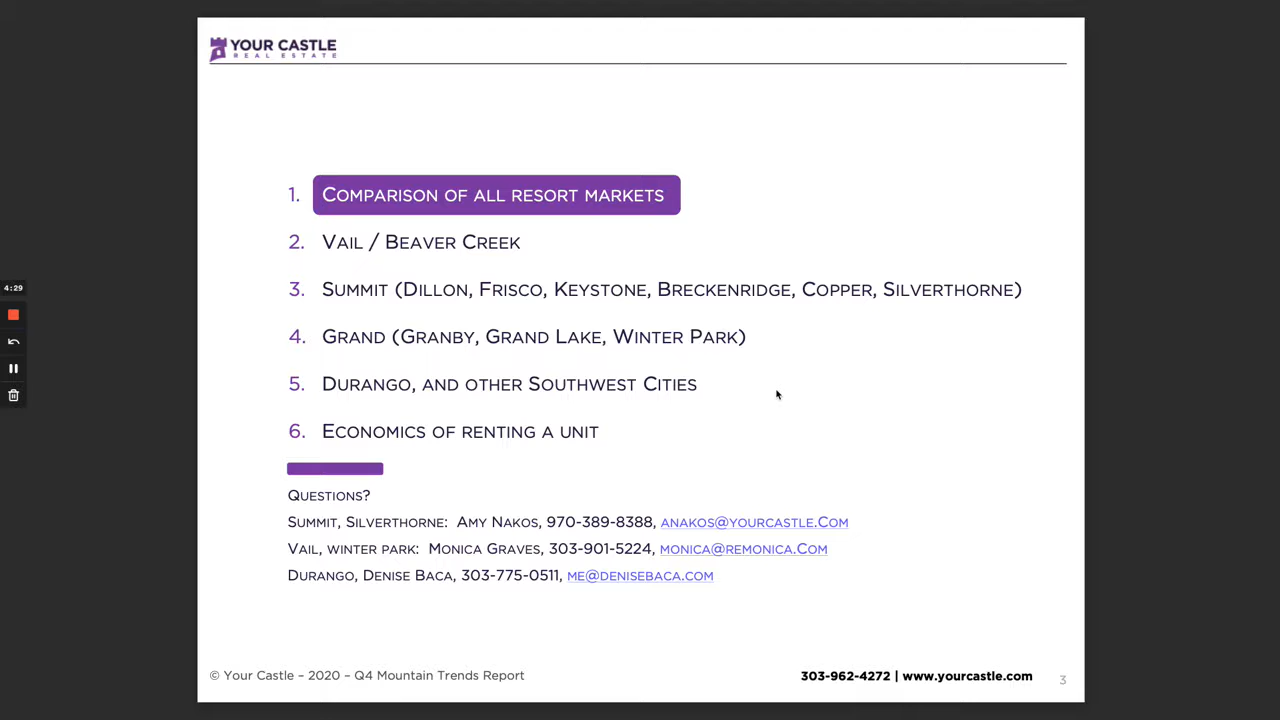 YOUR CASTLE
REAL ESTATE
1. COMPARISON OF ALL RESORT MARKETS
2. VAIL / BEAVER CREEK
3. SUMMIT (DILLON, FRISCO, KEYSTONE, BRECKENRIDGE, COPPER, SILVERTHORNE)
4. GRAND (GRANBY, GRAND LAKE, WINTER PARK)
4:29
5. DURANGO, AND OTHER SOUTHWEST CITIES
6. ECONOMICS OF RENTING A UNIT
QUESTIONS?
SUMMIT, SILVERTHORNE: AMY NAKOS, 970-389-8388, ANAKOS@YOURCASTLE.COM
VAIL, WINTER PARK: MONICA GRAVES, 303-901-5224, MONICA@REMONICA.COM
DURANGO, DENISE BACA, 303-775-0511, ME@DENISEBACA.COM
© Your Castle – 2020 – Q4 Mountain Trends Report
303-962-4272 | www.yourcastle.com
3